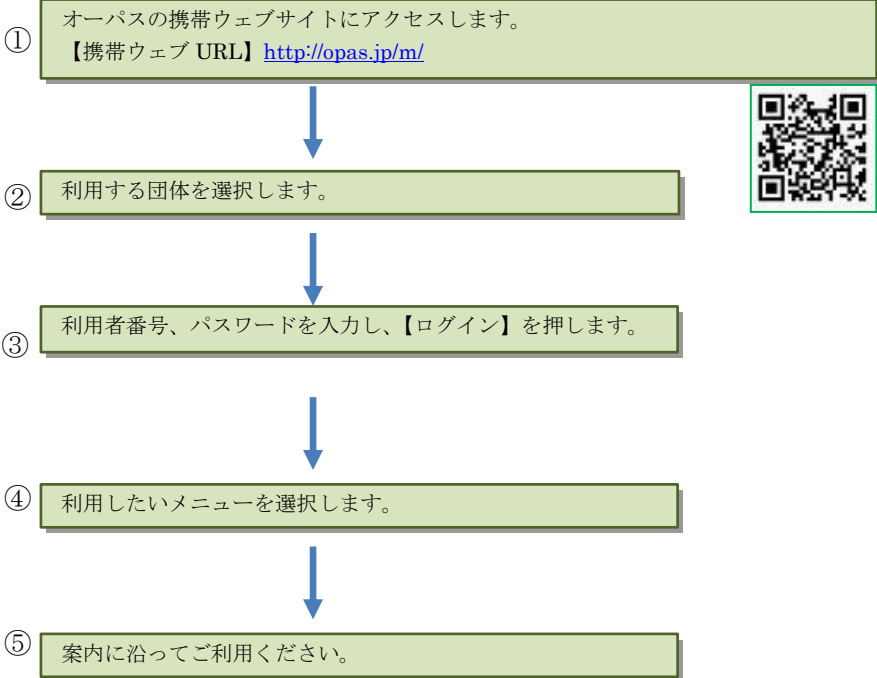 ①
オーパスの携帯ウェブサイトにアクセスします。
【携帯ウェブ URL】http://opas.jp/m/
②
利用する団体を選択します。
③
利用者番号、パスワードを入力し、【ログイン】を押します。
④
利用したいメニューを選択します。
⑤
案内に沿ってご利用ください。